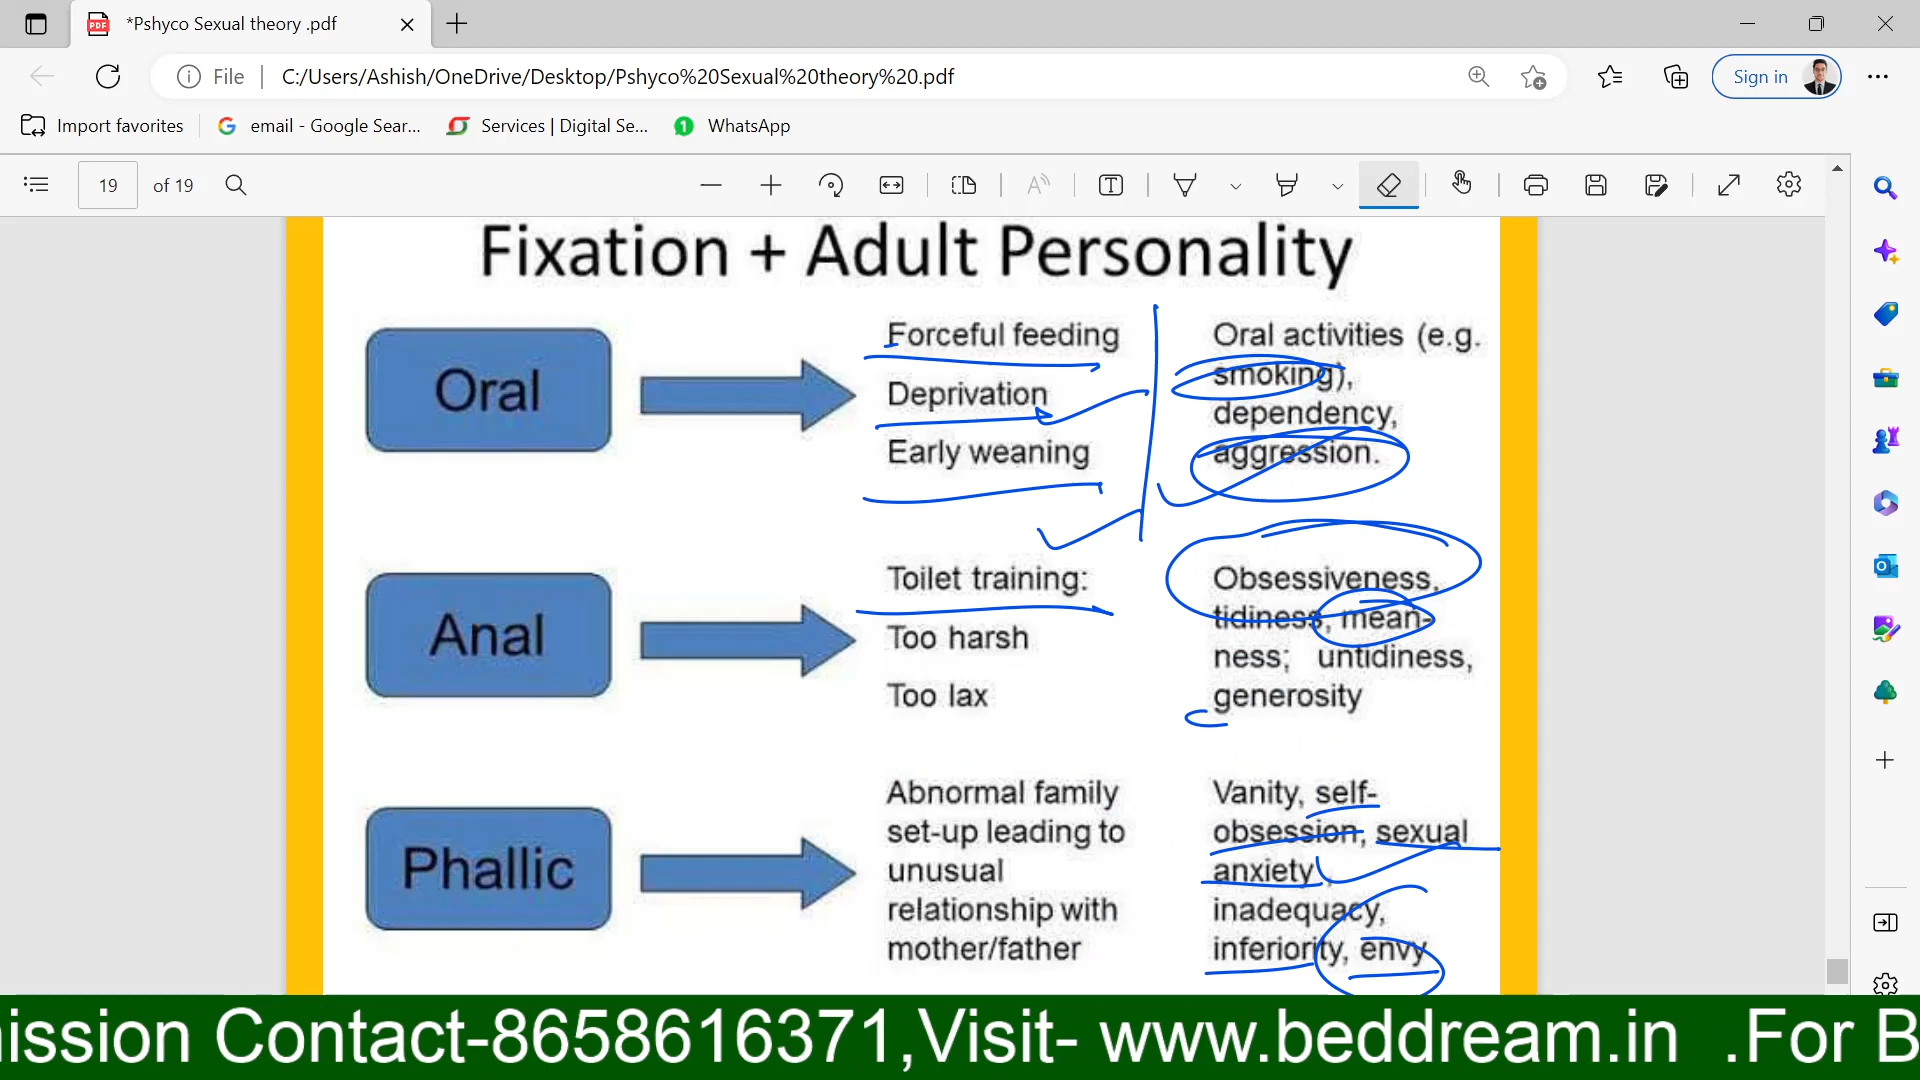 *Pshyco Sexual theory .pdf
File
C:/Users/Ashish/OneDrive/Desktop/Pshyco%20Sexual%20theory%20.pdf
Sign in
Import favorites
email - Google Sear...
Services | Digital Se...
WhatsApp
19 of 19
Fixation + Adult Personality
Oral
Forceful feeding
Deprivation
Early weaning
Oral activities (e.g.
smoking),
dependency,
aggression.
Anal
Toilet training:
Too harsh
Too lax
Obsessiveness,
tidiness, mean-
ness; untidiness,
generosity
Phallic
Abnormal family
set-up leading to
unusual
relationship with
mother/father
Vanity, self-
obsession, sexual
anxiety,
inadequacy,
inferiority, envy
ission Contact-8658616371,Visit- www.beddream.in .For B